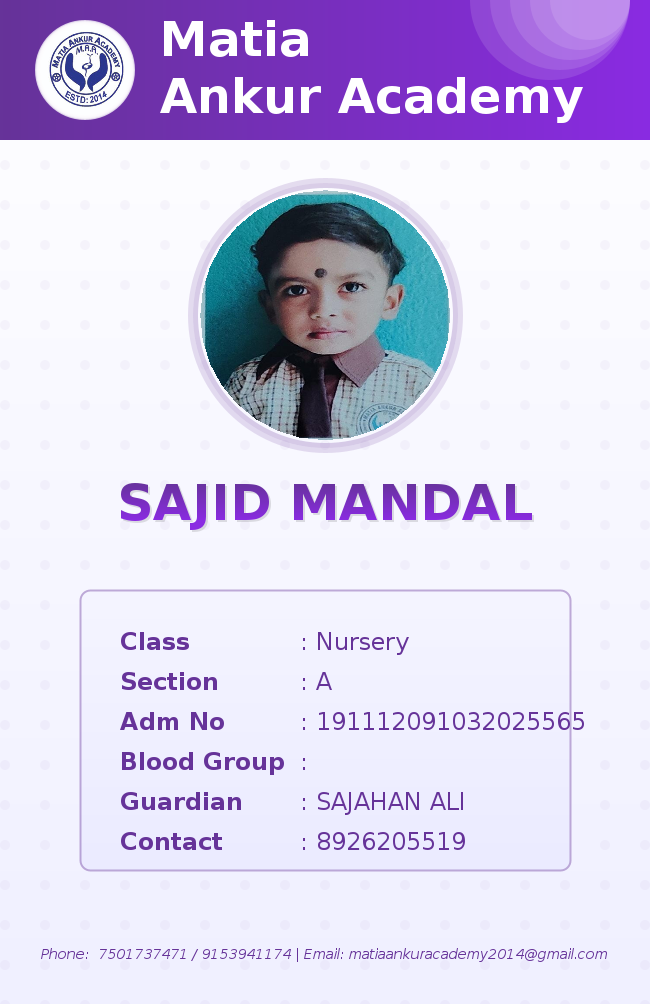 MATIA ANKUR ACADEMY
M.A.A.
ESTD: 2014
Matia
Ankur Academy
SAJID MANDAL
Class : Nursery
Section : A
Adm No : 191112091032025565
Blood Group :
Guardian : SAJAHAN ALI
Contact : 8926205519
Phone: 7501737471 / 9153941174 | Email: matiaankuracademy2014@gmail.com